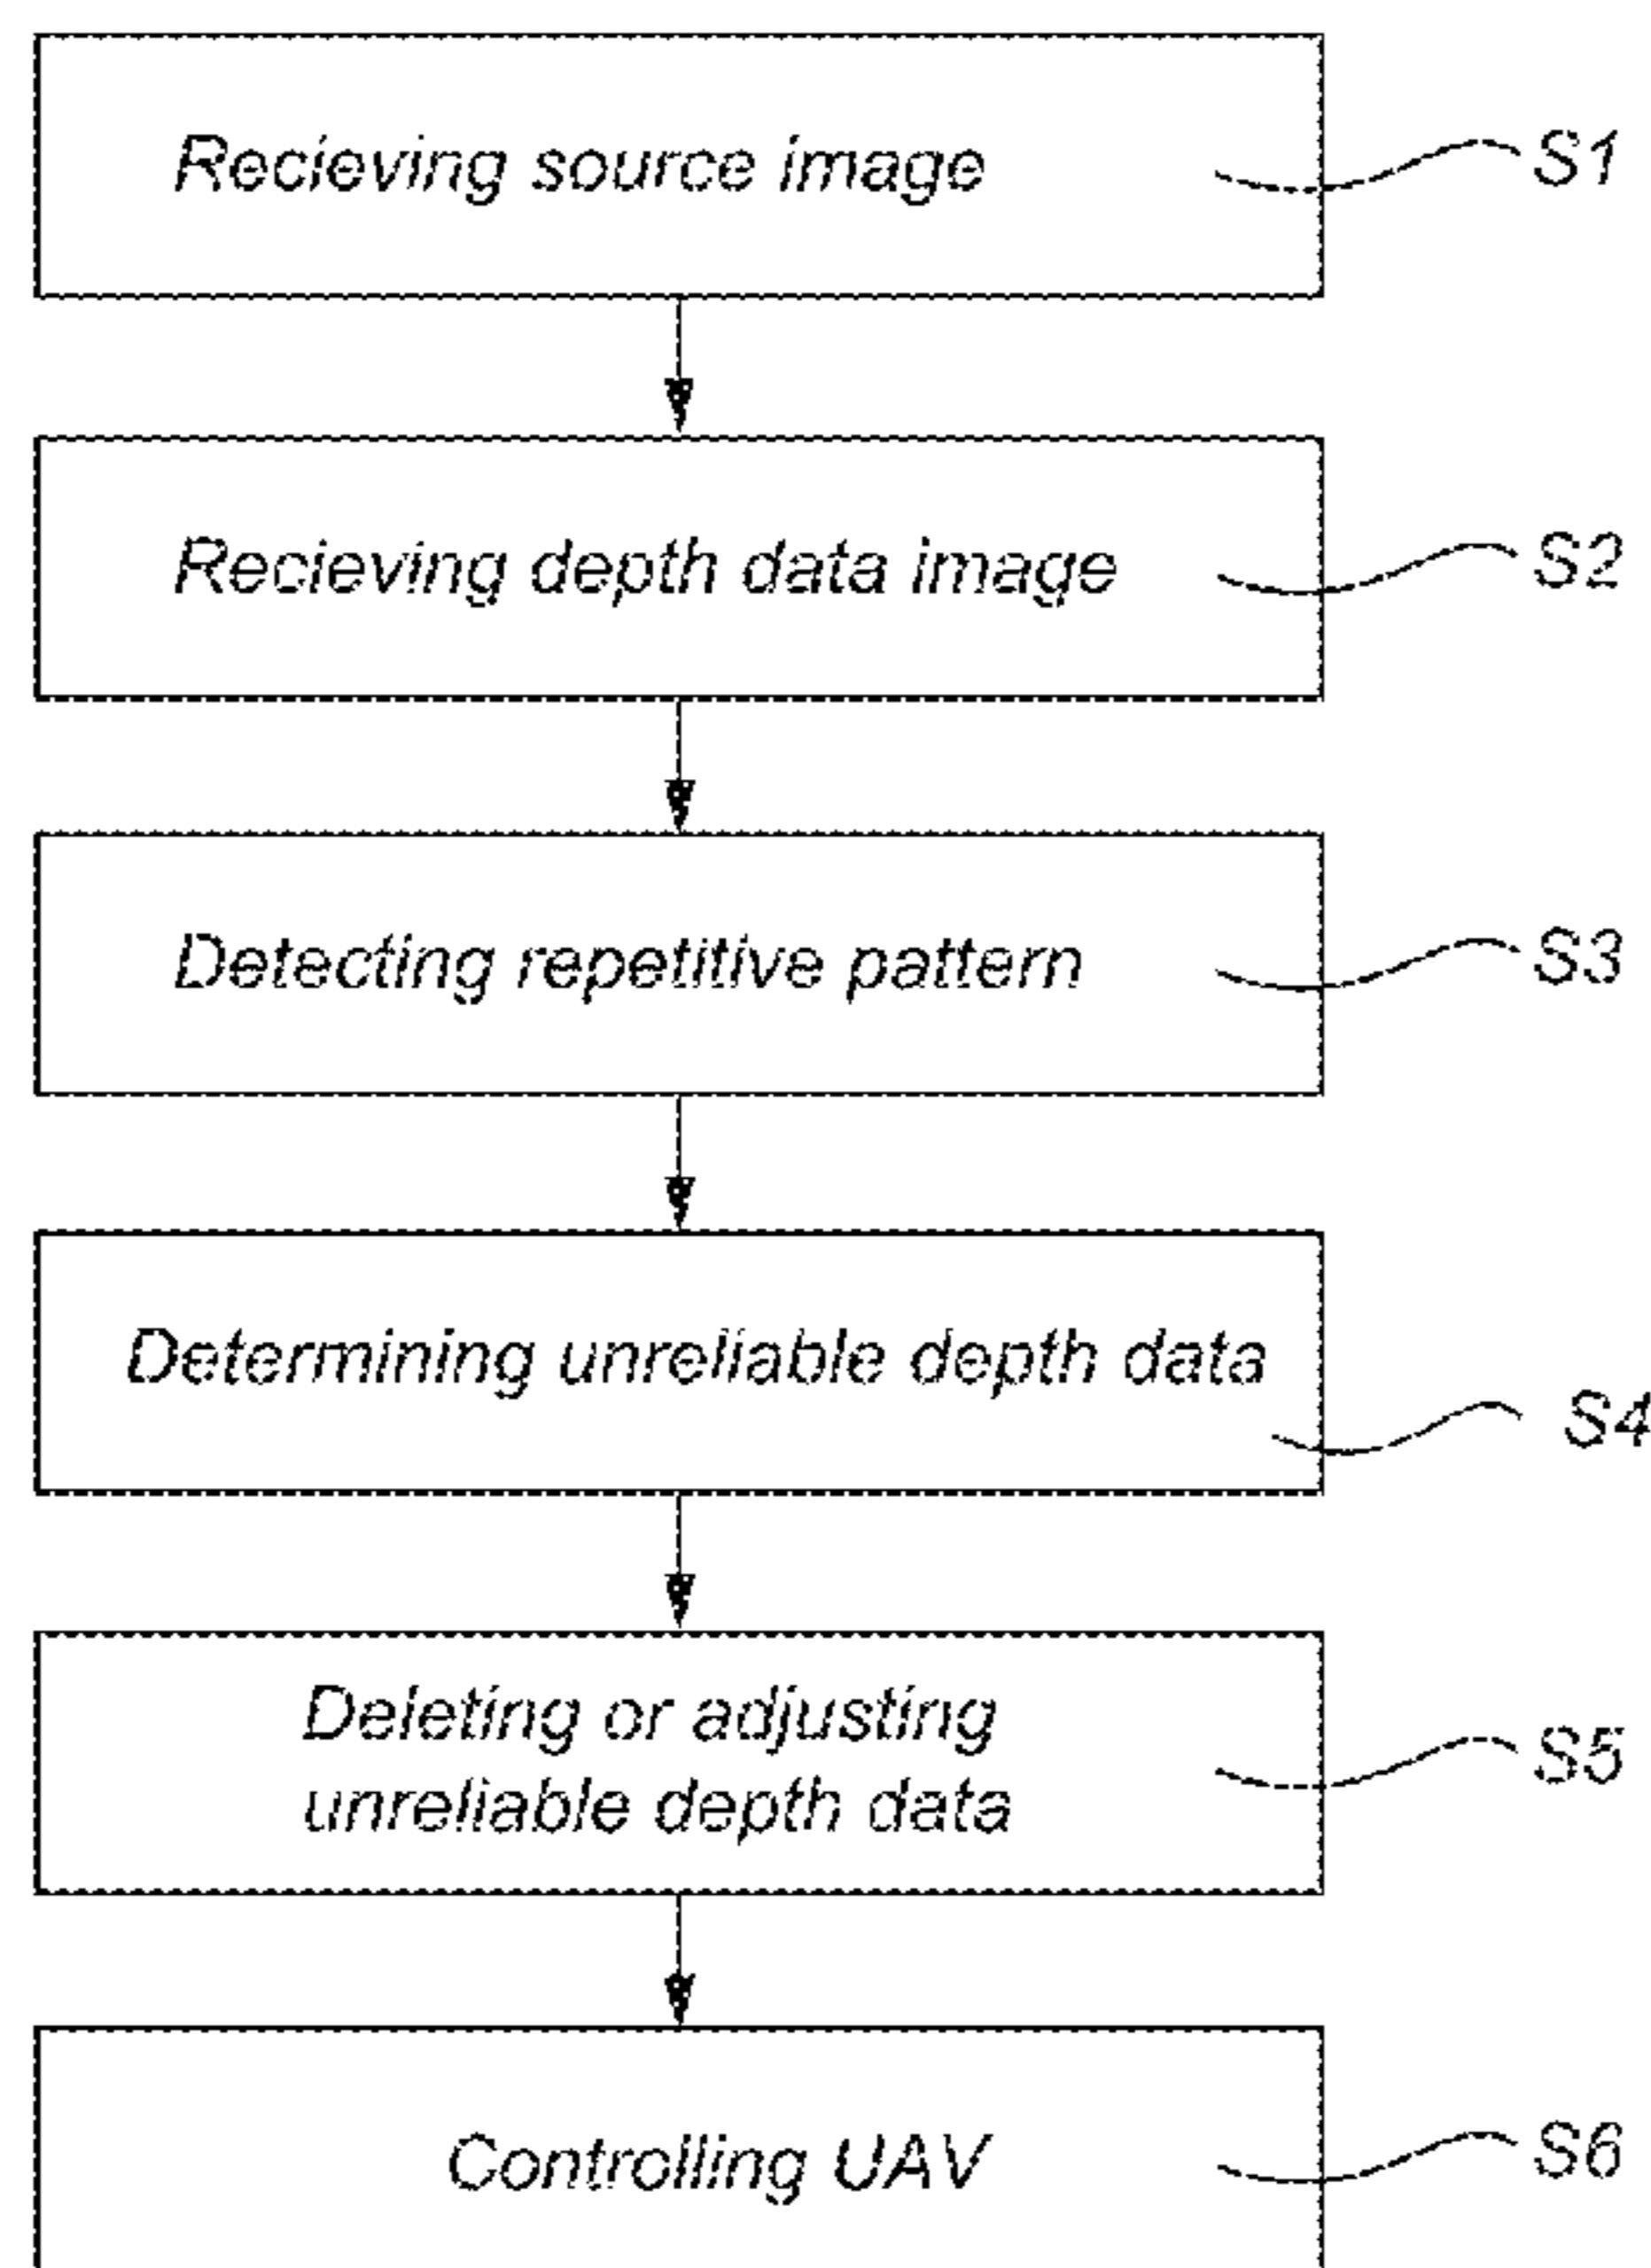 Recieving source image
S1
Recieving depth data image
S2
Detecting repetitive pattern
S3
Determining unreliable depth data
S4
Deleting or adjusting
unreliable depth data
S5
Controlling UAV
S6